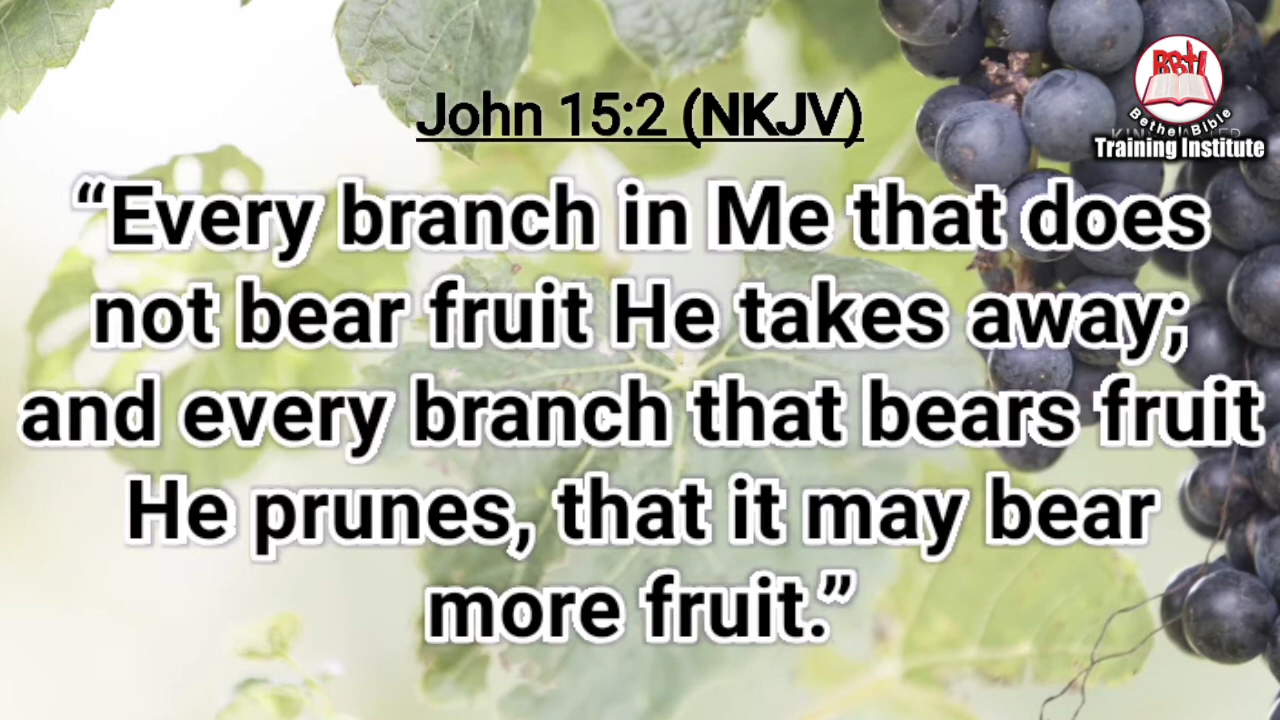 John 15:2 (NKJV)
“Every branch in Me that does
not bear fruit He takes away;
and every branch that bears fruit
He prunes, that it may bear
more fruit.”
BBTI
Bethel Bible
Training Institute